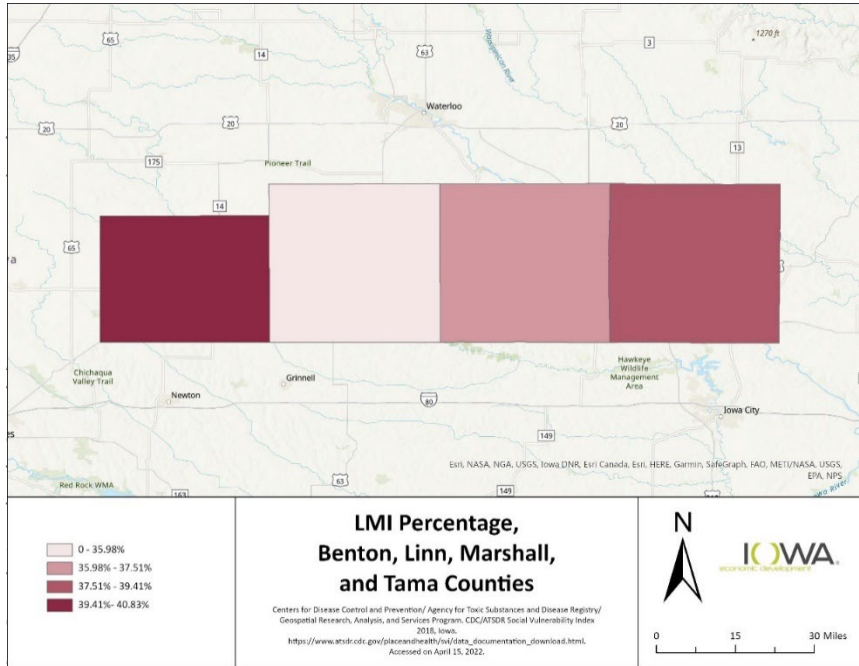 65
35
14
63
Wapsipinicon River
3
1270 ft
Waterloo
20
20
20
13
175
Pioneer Trail
14
65
a
Chichaqua
Valley Trail
Newton
Grinnell
80
Hawkeye
Wildlife
Management
Area
Iowa City
149
es
Esri, NASA, NGA, USGS, Iowa DNR, Esri Canada, Esri, HERE, Garmin, SafeGraph, FAO, METI/NASA, USGS,
EPA, NPS
Red Rock WMA
163
63
149
0 - 35.98%
35.98% - 37.51%
37.51% - 39.41%
39.41%- 40.83%
LMI Percentage,
Benton, Linn, Marshall,
and Tama Counties
Centers for Disease Control and Prevention/ Agency for Toxic Substances and Disease Registry/
Geospatial Research, Analysis, and Services Program. CDC/ATSDR Social Vulnerability Index
2018, Iowa.
https://www.atsdr.cdc.gov/placeandhealth/svi/data_documentation_download.html.
Accessed on April 15, 2022.
N
IOWA
economic development
0 15 30 Miles